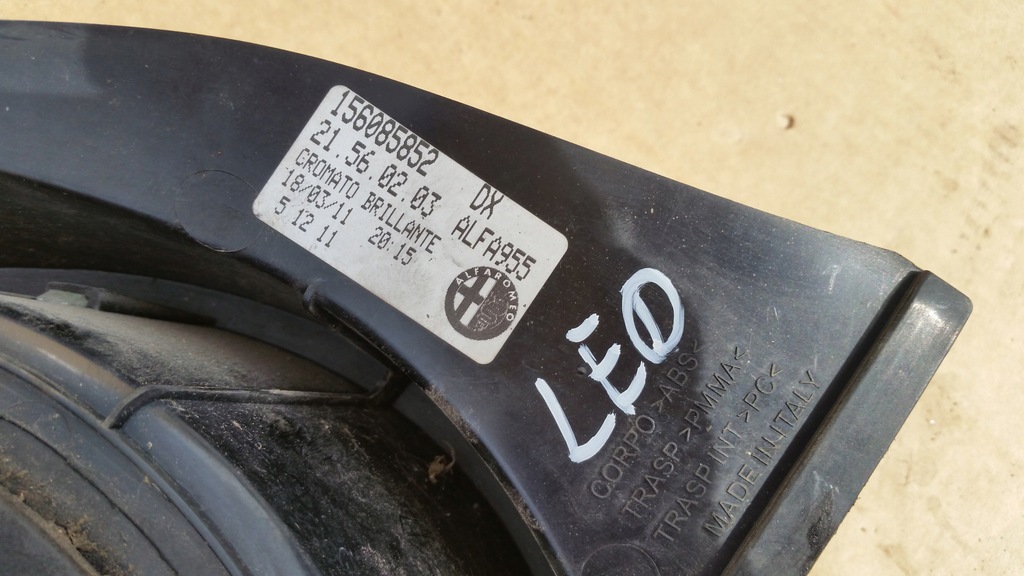 156085852 DX
21.56.02.03 ALFA955
CROMATO BRILLANTE
18/03/11 20:15
5 12 11
ALFA ROMEO
LÉD
CORPO >ABS<
TRASP >PMMA<
TRASP INT >PC<
MADE IN ITALY